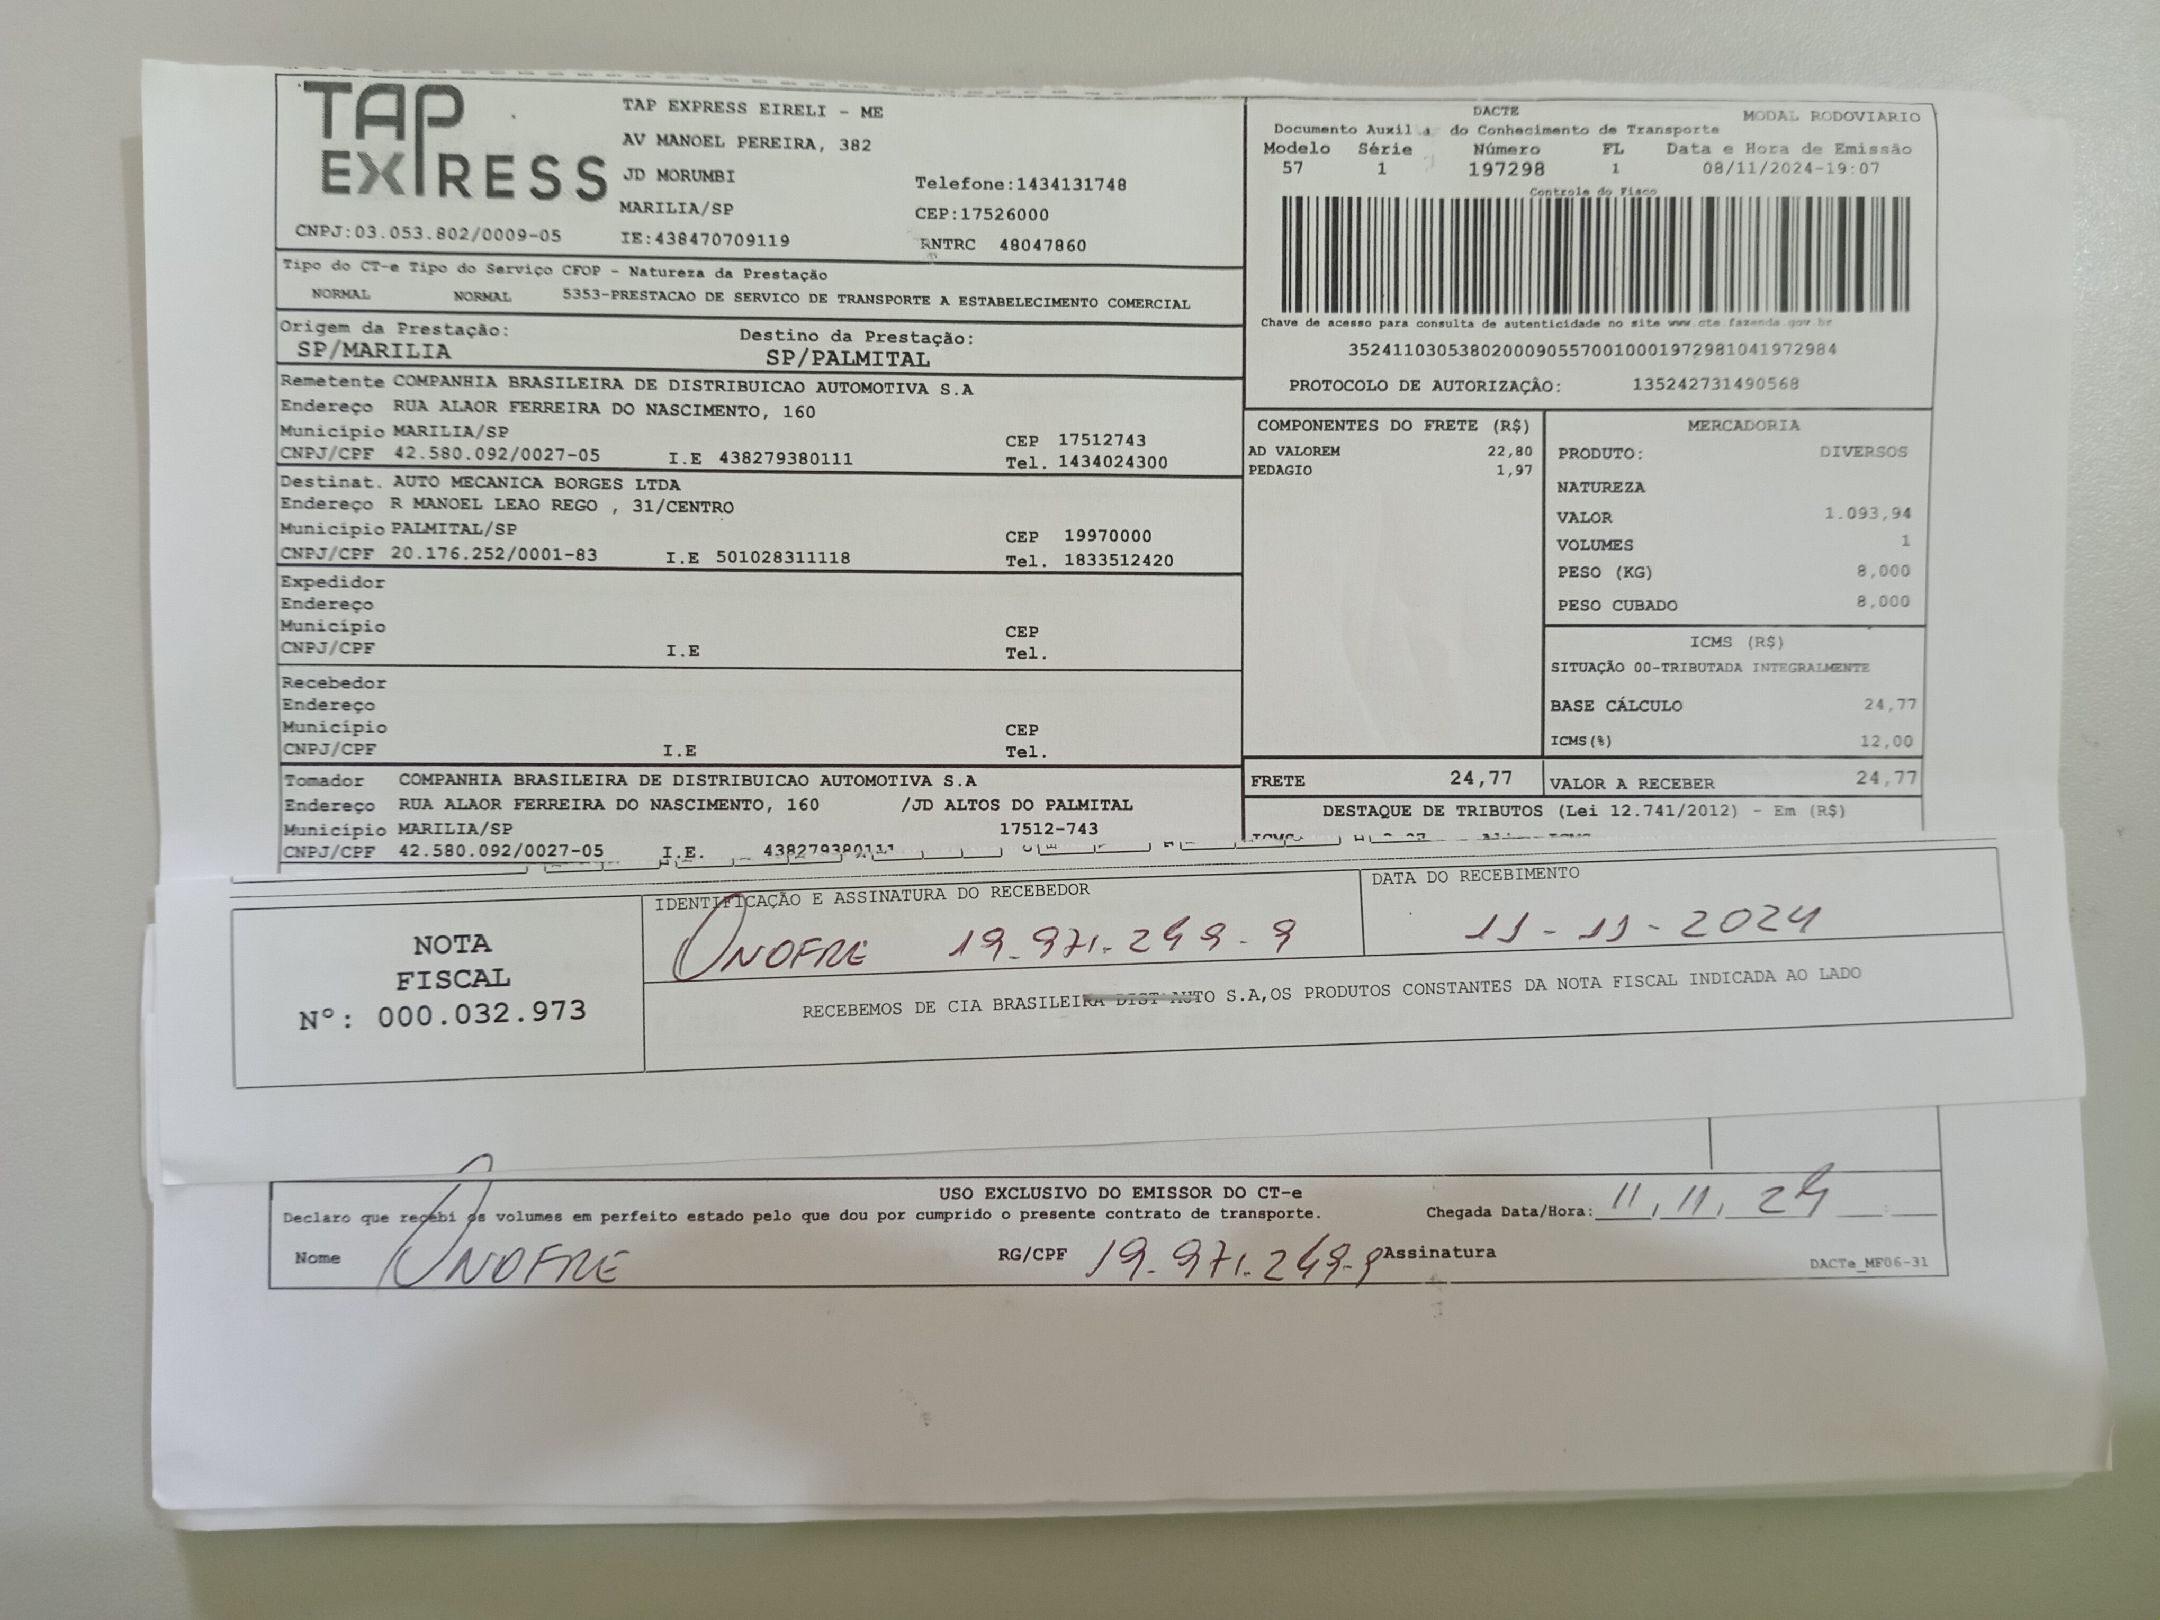 TAP EXPRESS
TAP EXPRESS EIRELI - ME
AV MANOEL PEREIRA, 382
JD MORUMBI
Telefone:1434131748
MARILIA/SP
CEP:17526000
CNPJ:03.053.802/0009-05
IE:438470709119
RNTRC 48047860
DACTE
MODAL RODOVIARIO
Documento do Conhecimento de Transporte
Modelo Série Número FL Data e Hora de Emissão
57 1 197298 1 08/11/2024-19:07
Controle do Fisco
Chave de acesso para consulta de autenticidade no site www.cte.fazenda.gov.br
35241103053802000905570010001972981041972984
PROTOCOLO DE AUTORIZAÇÃO: 135242731490568
Tipo do CT-e Tipo do Serviço CFOP - Natureza da Prestação
NORMAL NORMAL 5353-PRESTACAO DE SERVICO DE TRANSPORTE A ESTABELECIMENTO COMERCIAL
Origem da Prestação: Destino da Prestação:
SP/MARILIA SP/PALMITAL
Remetente COMPANHIA BRASILEIRA DE DISTRIBUICAO AUTOMOTIVA S.A
Endereço RUA ALAOR FERREIRA DO NASCIMENTO, 160
Município MARILIA/SP CEP 17512743
CNPJ/CPF 42.580.092/0027-05 I.E 438279380111 Tel. 1434024300
Destinat. AUTO MECANICA BORGES LTDA
Endereço R MANOEL LEAO REGO , 31/CENTRO
Município PALMITAL/SP CEP 19970000
CNPJ/CPF 20.176.252/0001-83 I.E 501028311118 Tel. 1833512420
Expedidor
Endereço
Município CEP
CNPJ/CPF I.E Tel.
Recebedor
Endereço
Município CEP
CNPJ/CPF I.E Tel.
Tomador COMPANHIA BRASILEIRA DE DISTRIBUICAO AUTOMOTIVA S.A
Endereço RUA ALAOR FERREIRA DO NASCIMENTO, 160 /JD ALTOS DO PALMITAL
Município MARILIA/SP 17512-743
CNPJ/CPF 42.580.092/0027-05 I.E. 438279380111
COMPONENTES DO FRETE (R$)
AD VALOREM 22,80
PEDAGIO 1,97
FRETE 24,77
MERCADORIA
PRODUTO: DIVERSOS
NATUREZA
VALOR 1.093,94
VOLUMES 1
PESO (KG) 8,000
PESO CUBADO 8,000
ICMS (R$)
SITUAÇÃO 00-TRIBUTADA INTEGRALMENTE
BASE CÁLCULO 24,77
ICMS(%) 12,00
VALOR A RECEBER 24,77
DESTAQUE DE TRIBUTOS (Lei 12.741/2012) - Em (R$)
NOTA
FISCAL
Nº: 000.032.973
IDENTIFICAÇÃO E ASSINATURA DO RECEBEDOR
ONOFRE 19.971.249-9
DATA DO RECEBIMENTO
11-11-2024
RECEBEMOS DE CIA BRASILEIRA DIST AUTO S.A,OS PRODUTOS CONSTANTES DA NOTA FISCAL INDICADA AO LADO
USO EXCLUSIVO DO EMISSOR DO CT-e
Declaro que recebi os volumes em perfeito estado pelo que dou por cumprido o presente contrato de transporte.
Chegada Data/Hora: 11, 11, 24
Nome ONOFRE RG/CPF 19.971.249-9 Assinatura
DACTe_MF06-31